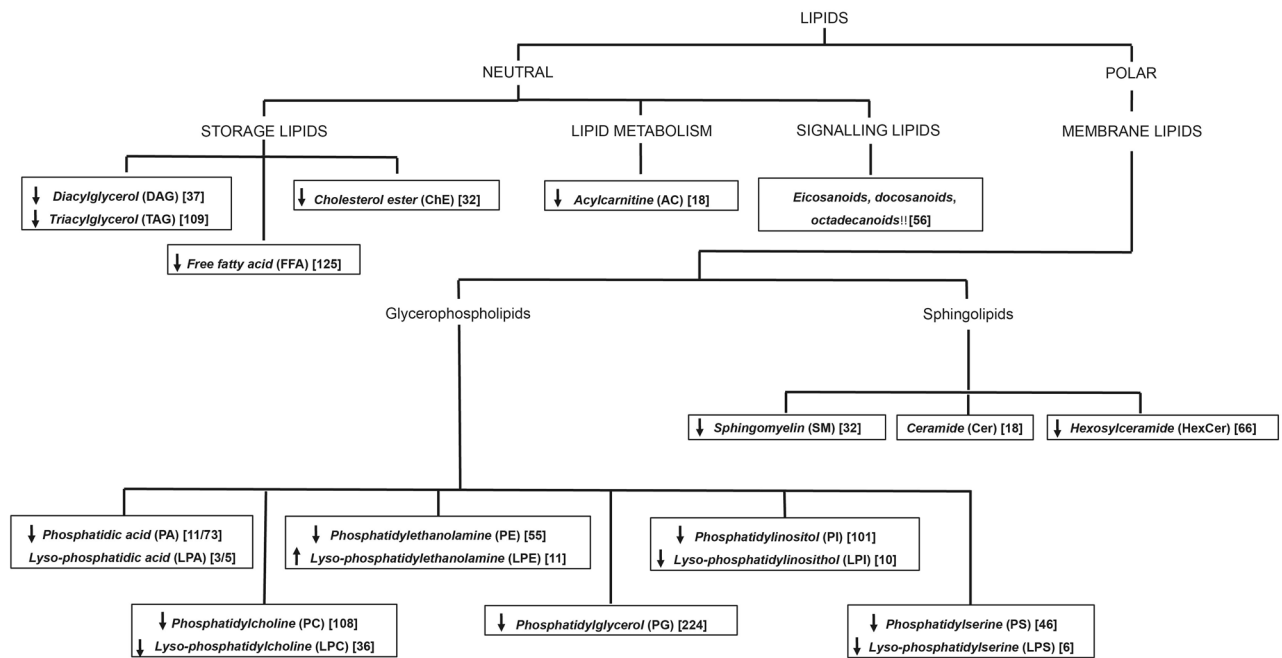 LIPIDS
NEUTRAL
POLAR
STORAGE LIPIDS
LIPID METABOLISM
SIGNALLING LIPIDS
MEMBRANE LIPIDS
↓ Diacylglycerol (DAG) [37]
↓ Triacylglycerol (TAG) [109]
↓ Cholesterol ester (ChE) [32]
↓ Acylcarnitine (AC) [18]
Eicosanoids, docosanoids,
octadecanoids!! [56]
↓ Free fatty acid (FFA) [125]
Glycerophospholipids
Sphingolipids
↓ Sphingomyelin (SM) [32]
Ceramide (Cer) [18]
↓ Hexosylceramide (HexCer) [66]
↓ Phosphatidic acid (PA) [11/73]
Lyso-phosphatidic acid (LPA) [3/5]
↓ Phosphatidylethanolamine (PE) [55]
↑ Lyso-phosphatidylethanolamine (LPE) [11]
↓ Phosphatidylinositol (PI) [101]
↓ Lyso-phosphatidylinosithol (LPI) [10]
↓ Phosphatidylcholine (PC) [108]
↓ Lyso-phosphatidylcholine (LPC) [36]
↓ Phosphatidylglycerol (PG) [224]
↓ Phosphatidylserine (PS) [46]
↓ Lyso-phosphatidylserine (LPS) [6]